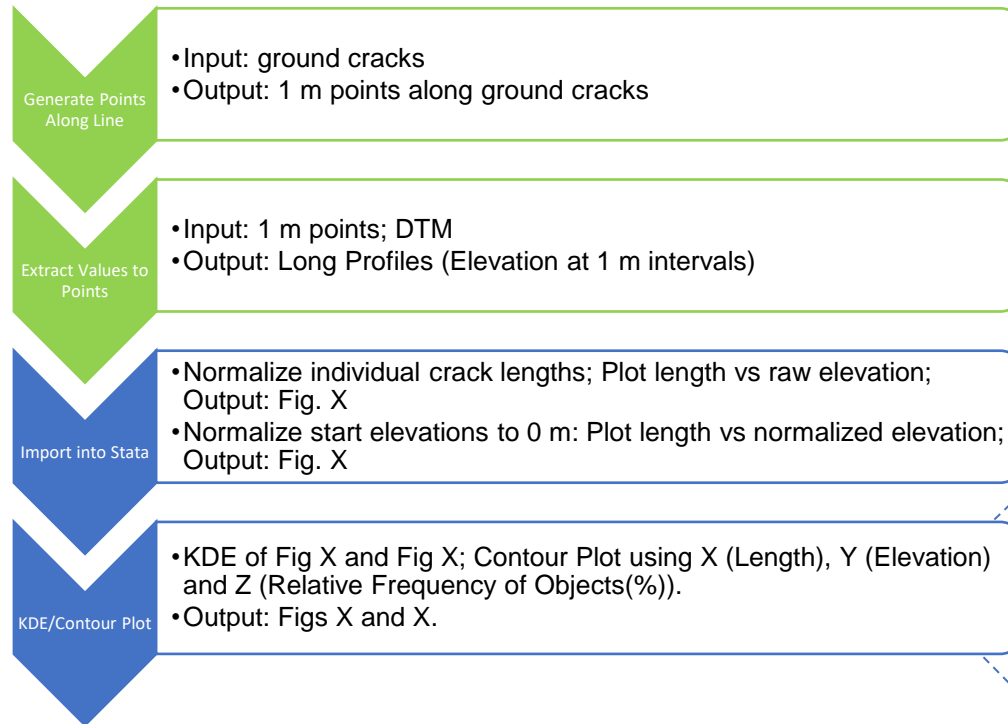 Generate Points
Along Line
•Input: ground cracks
•Output: 1 m points along ground cracks
Extract Values to
Points
•Input: 1 m points; DTM
•Output: Long Profiles (Elevation at 1 m intervals)
Import into Stata
•Normalize individual crack lengths; Plot length vs raw elevation;
Output: Fig. X
•Normalize start elevations to 0 m: Plot length vs normalized elevation;
Output: Fig. X
KDE/Contour Plot
•KDE of Fig X and Fig X; Contour Plot using X (Length), Y (Elevation)
and Z (Relative Frequency of Objects(%)).
•Output: Figs X and X.